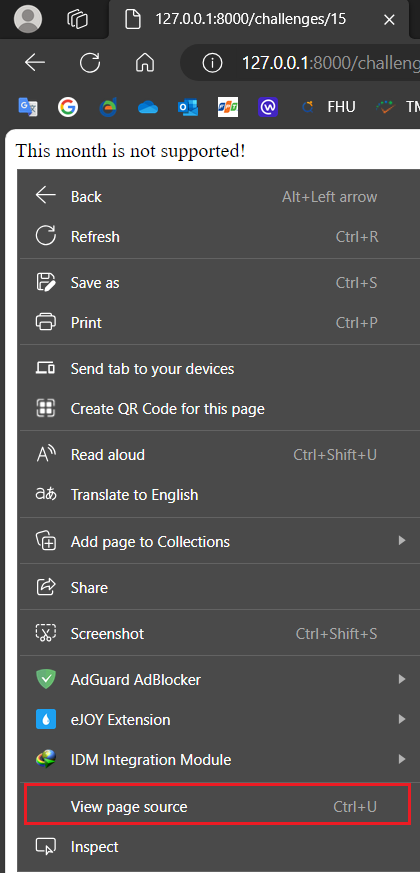 127.0.0.1:8000/challenges/15
127.0.0.1:8000/challeng
FPT
FHU
TM
This month is not supported!
Back Alt+Left arrow
Refresh Ctrl+R
Save as Ctrl+S
Print Ctrl+P
Send tab to your devices
Create QR Code for this page
Read aloud Ctrl+Shift+U
Translate to English
Add page to Collections
Share
Screenshot Ctrl+Shift+S
AdGuard AdBlocker
eJOY Extension
IDM Integration Module
View page source Ctrl+U
Inspect